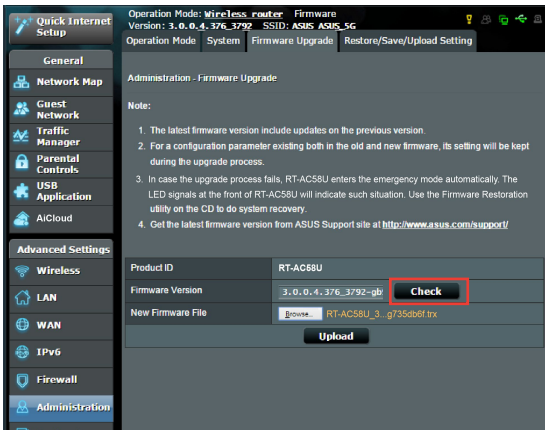 Quick Internet
Setup
Operation Mode: Wireless router Firmware
Version: 3.0.0.4.376_3792 SSID: ASUS ASUS_5G
Operation Mode System Firmware Upgrade Restore/Save/Upload Setting
General
Network Map
Guest
Network
Traffic
Manager
Parental
Controls
USB
Application
AiCloud
Advanced Settings
Wireless
LAN
WAN
IPv6
Firewall
Administration
Administration - Firmware Upgrade
Note:
1. The latest firmware version include updates on the previous version.
2. For a configuration parameter existing both in the old and new firmware, its setting will be kept
during the upgrade process.
3. In case the upgrade process fails, RT-AC58U enters the emergency mode automatically. The
LED signals at the front of RT-AC58U will indicate such situation. Use the Firmware Restoration
utility on the CD to do system recovery.
4. Get the latest firmware version from ASUS Support site at http://www.asus.com/support/
Product ID RT-AC58U
Firmware Version 3.0.0.4.376_3792-gb Check
New Firmware File Browse... RT-AC58U_3...g735db6f.trx
Upload